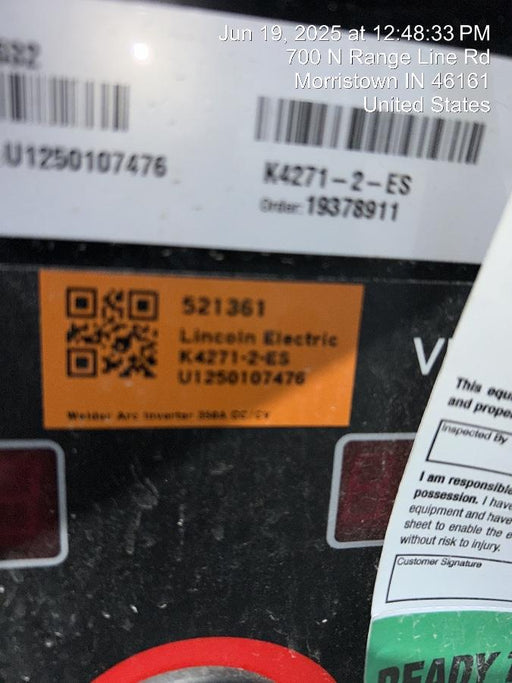 Jun 19, 2025 at 12:48:33 PM
700 N Range Line Rd
Morristown IN 46161
United States
U1250107476
K4271-2-ES
Order: 19378911
521361
Lincoln Electric
K4271-2-ES
U1250107476
Welder Arc Inverter 350A CC/CV
This equ
and prope
Inspected By
I am responsible
possession. I have
equipment and have
sheet to enable the e
without risk to injury.
Customer Signature
READY